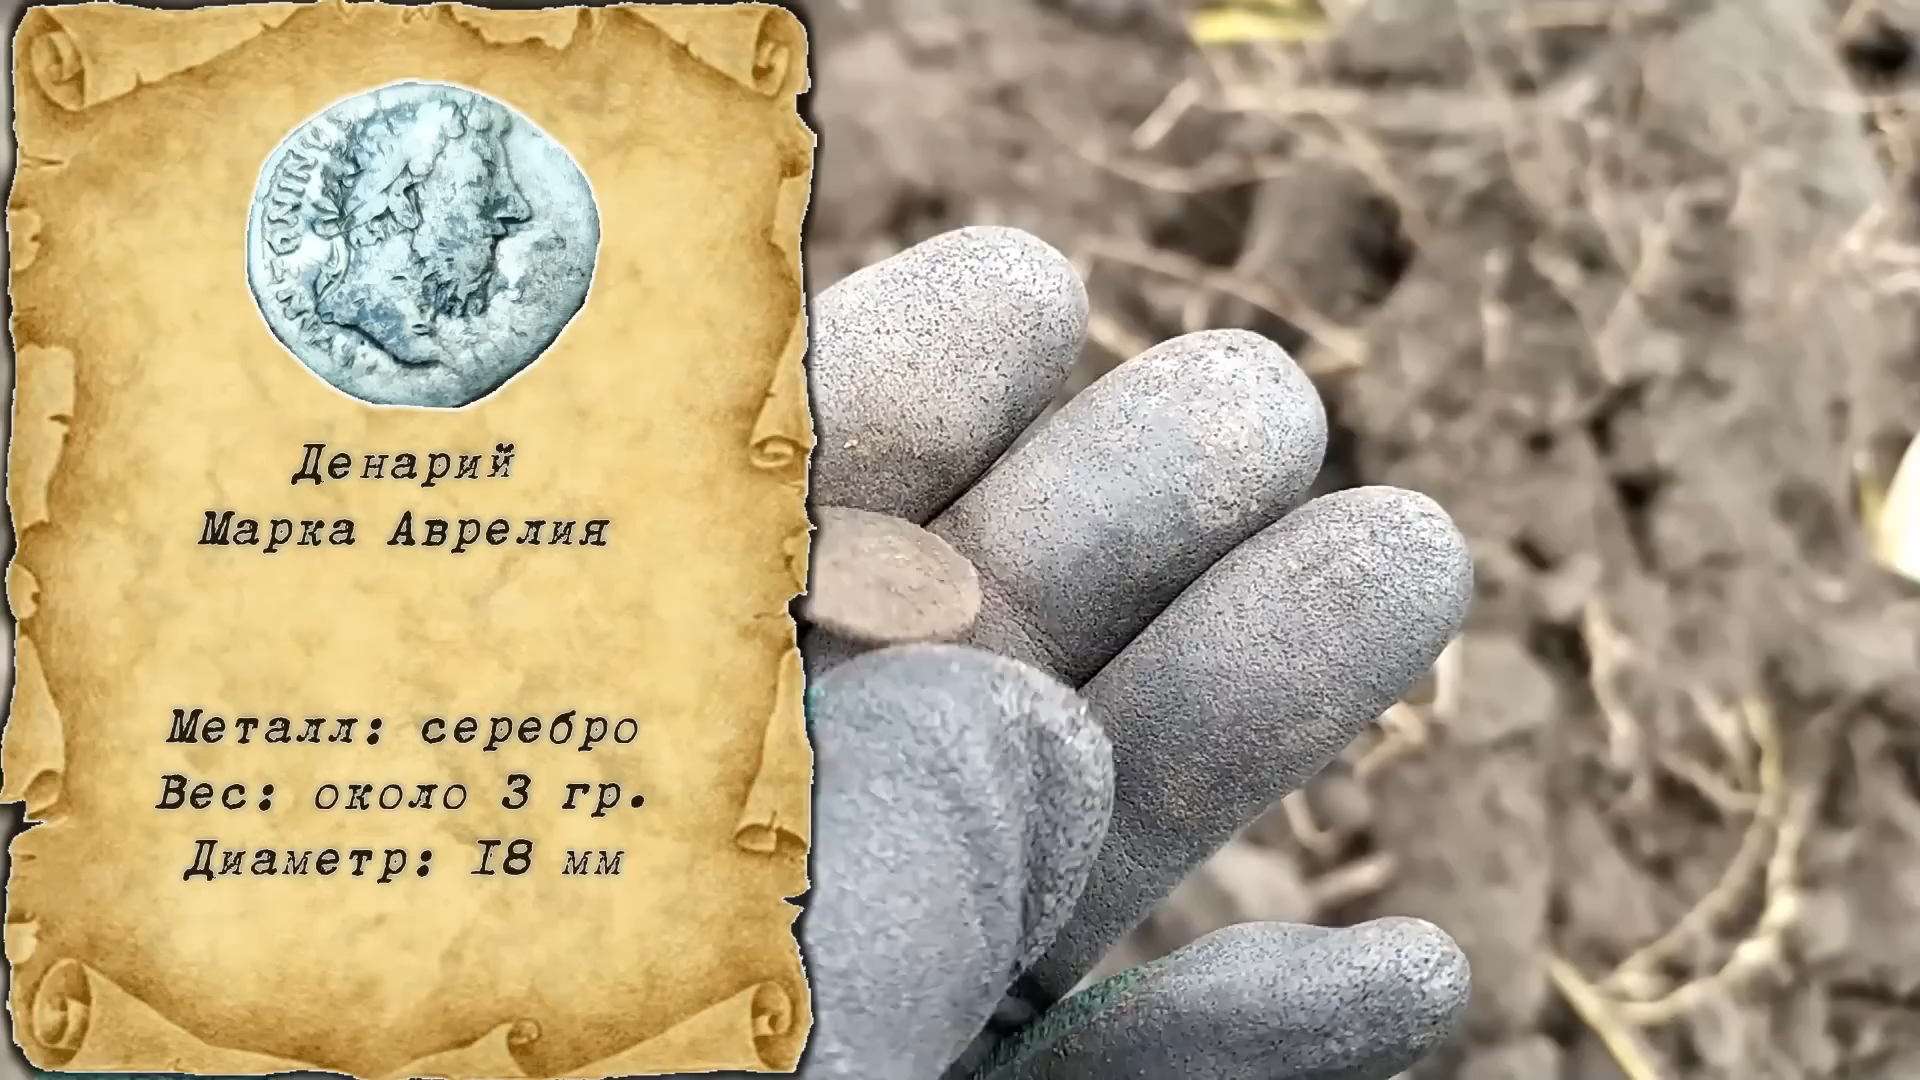 Денарий
Марка Аврелия
Металл: серебро
Вес: около 3 гр.
Диаметр: 18 мм